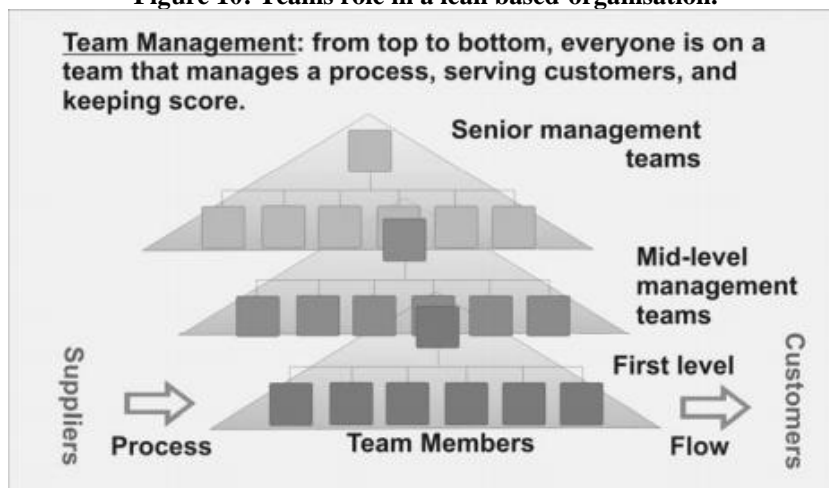 Figure 10: Teams role in a lean based organisation.
Team Management: from top to bottom, everyone is on a
team that manages a process, serving customers, and
keeping score.
Senior management
teams
Mid-level
management
teams
First level
Suppliers
Customers
Process
Team Members
Flow